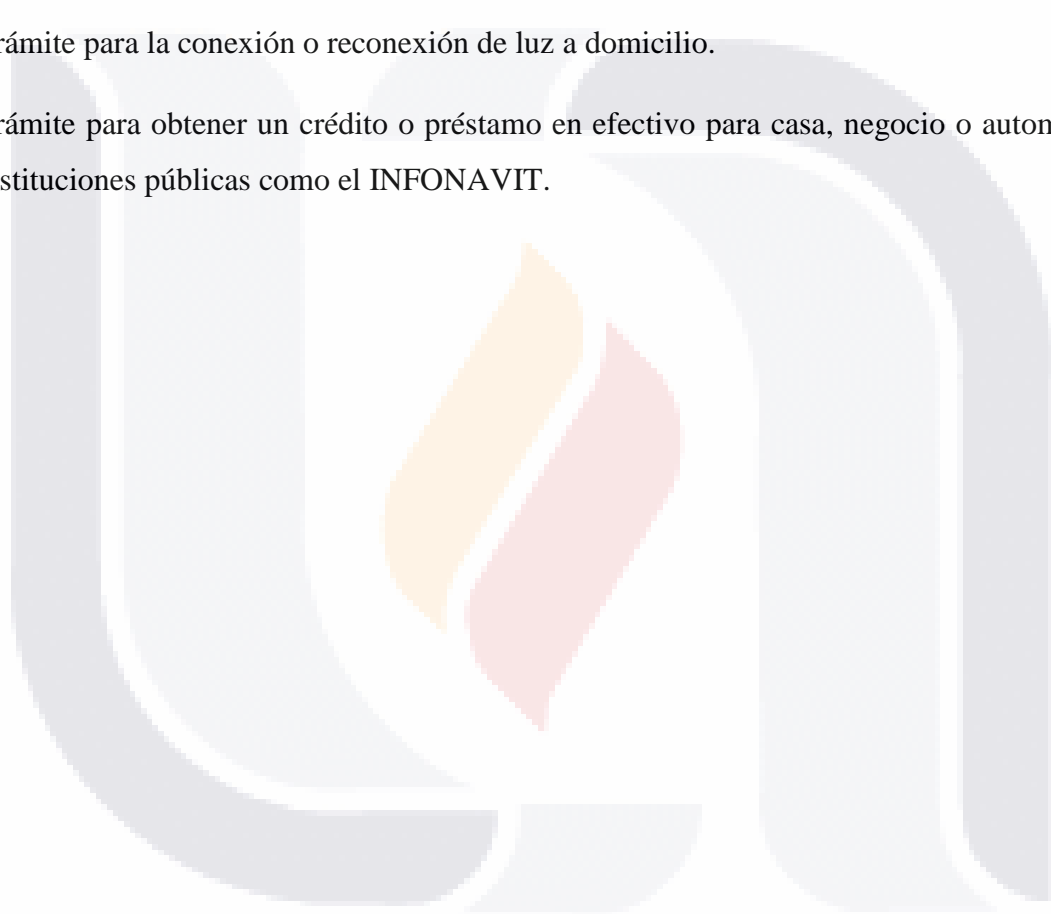 rámite para la conexión o reconexión de luz a domicilio.
rámite para obtener un crédito o préstamo en efectivo para casa, negocio o autom
stituciones públicas como el INFONAVIT.